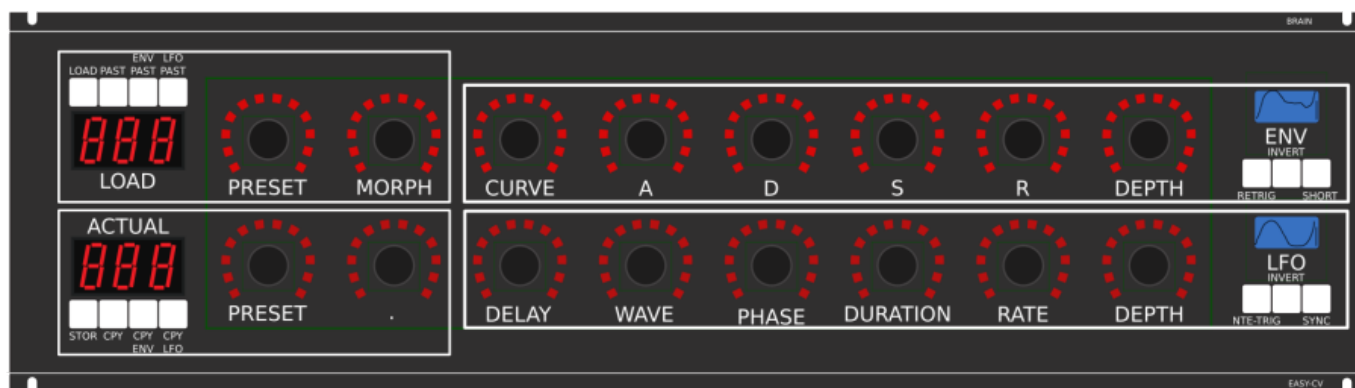 BRAIN
ENV LFO
LOAD PAST PAST PAST
888
LOAD
PRESET MORPH
CURVE A D S R DEPTH
ENV
INVERT
RETRIG SHORT
ACTUAL
888
STOR CPY CPY CPY
ENV LFO
PRESET .
DELAY WAVE PHASE DURATION RATE DEPTH
LFO
INVERT
NTE-TRIG SYNC
EASY-CV